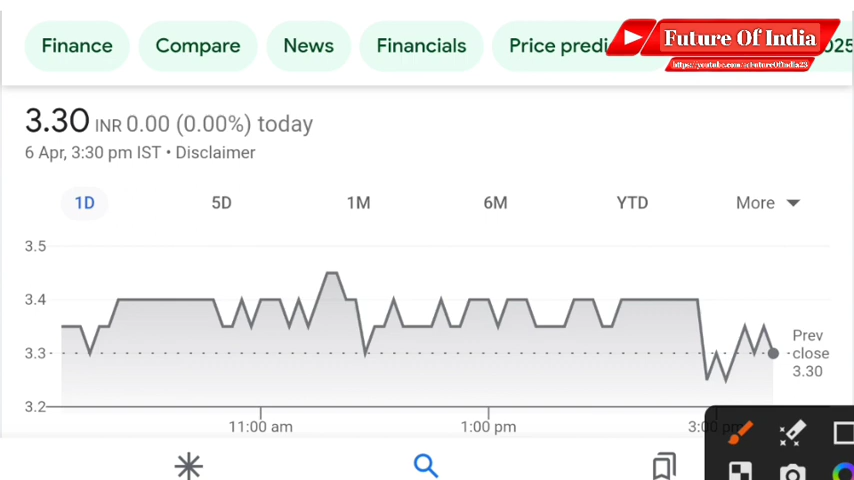 Finance Compare News Financials Price predi 025
Future Of India
3.30 INR 0.00 (0.00%) today
6 Apr, 3:30 pm IST • Disclaimer
1D 5D 1M 6M YTD More
3.5
3.4
3.3
3.2
Prev
close
3.30
11:00 am 1:00 pm 3:00 pm